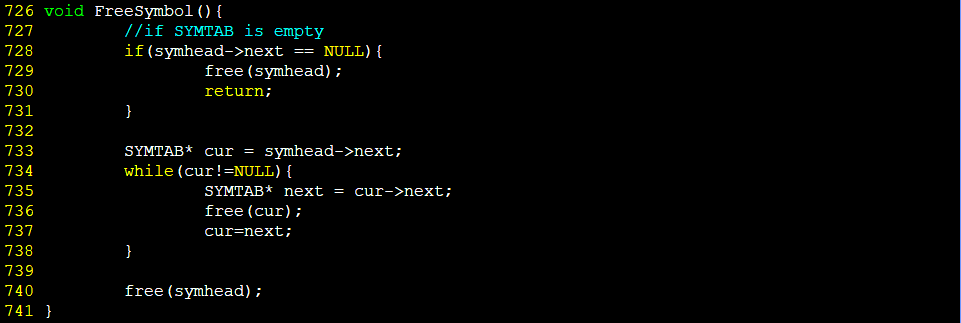 726 void FreeSymbol(){
727         //if SYMTAB is empty
728         if(symhead->next == NULL){
729                 free(symhead);
730                 return;
731         }
732
733         SYMTAB* cur = symhead->next;
734         while(cur!=NULL){
735                 SYMTAB* next = cur->next;
736                 free(cur);
737                 cur=next;
738         }
739
740         free(symhead);
741 }